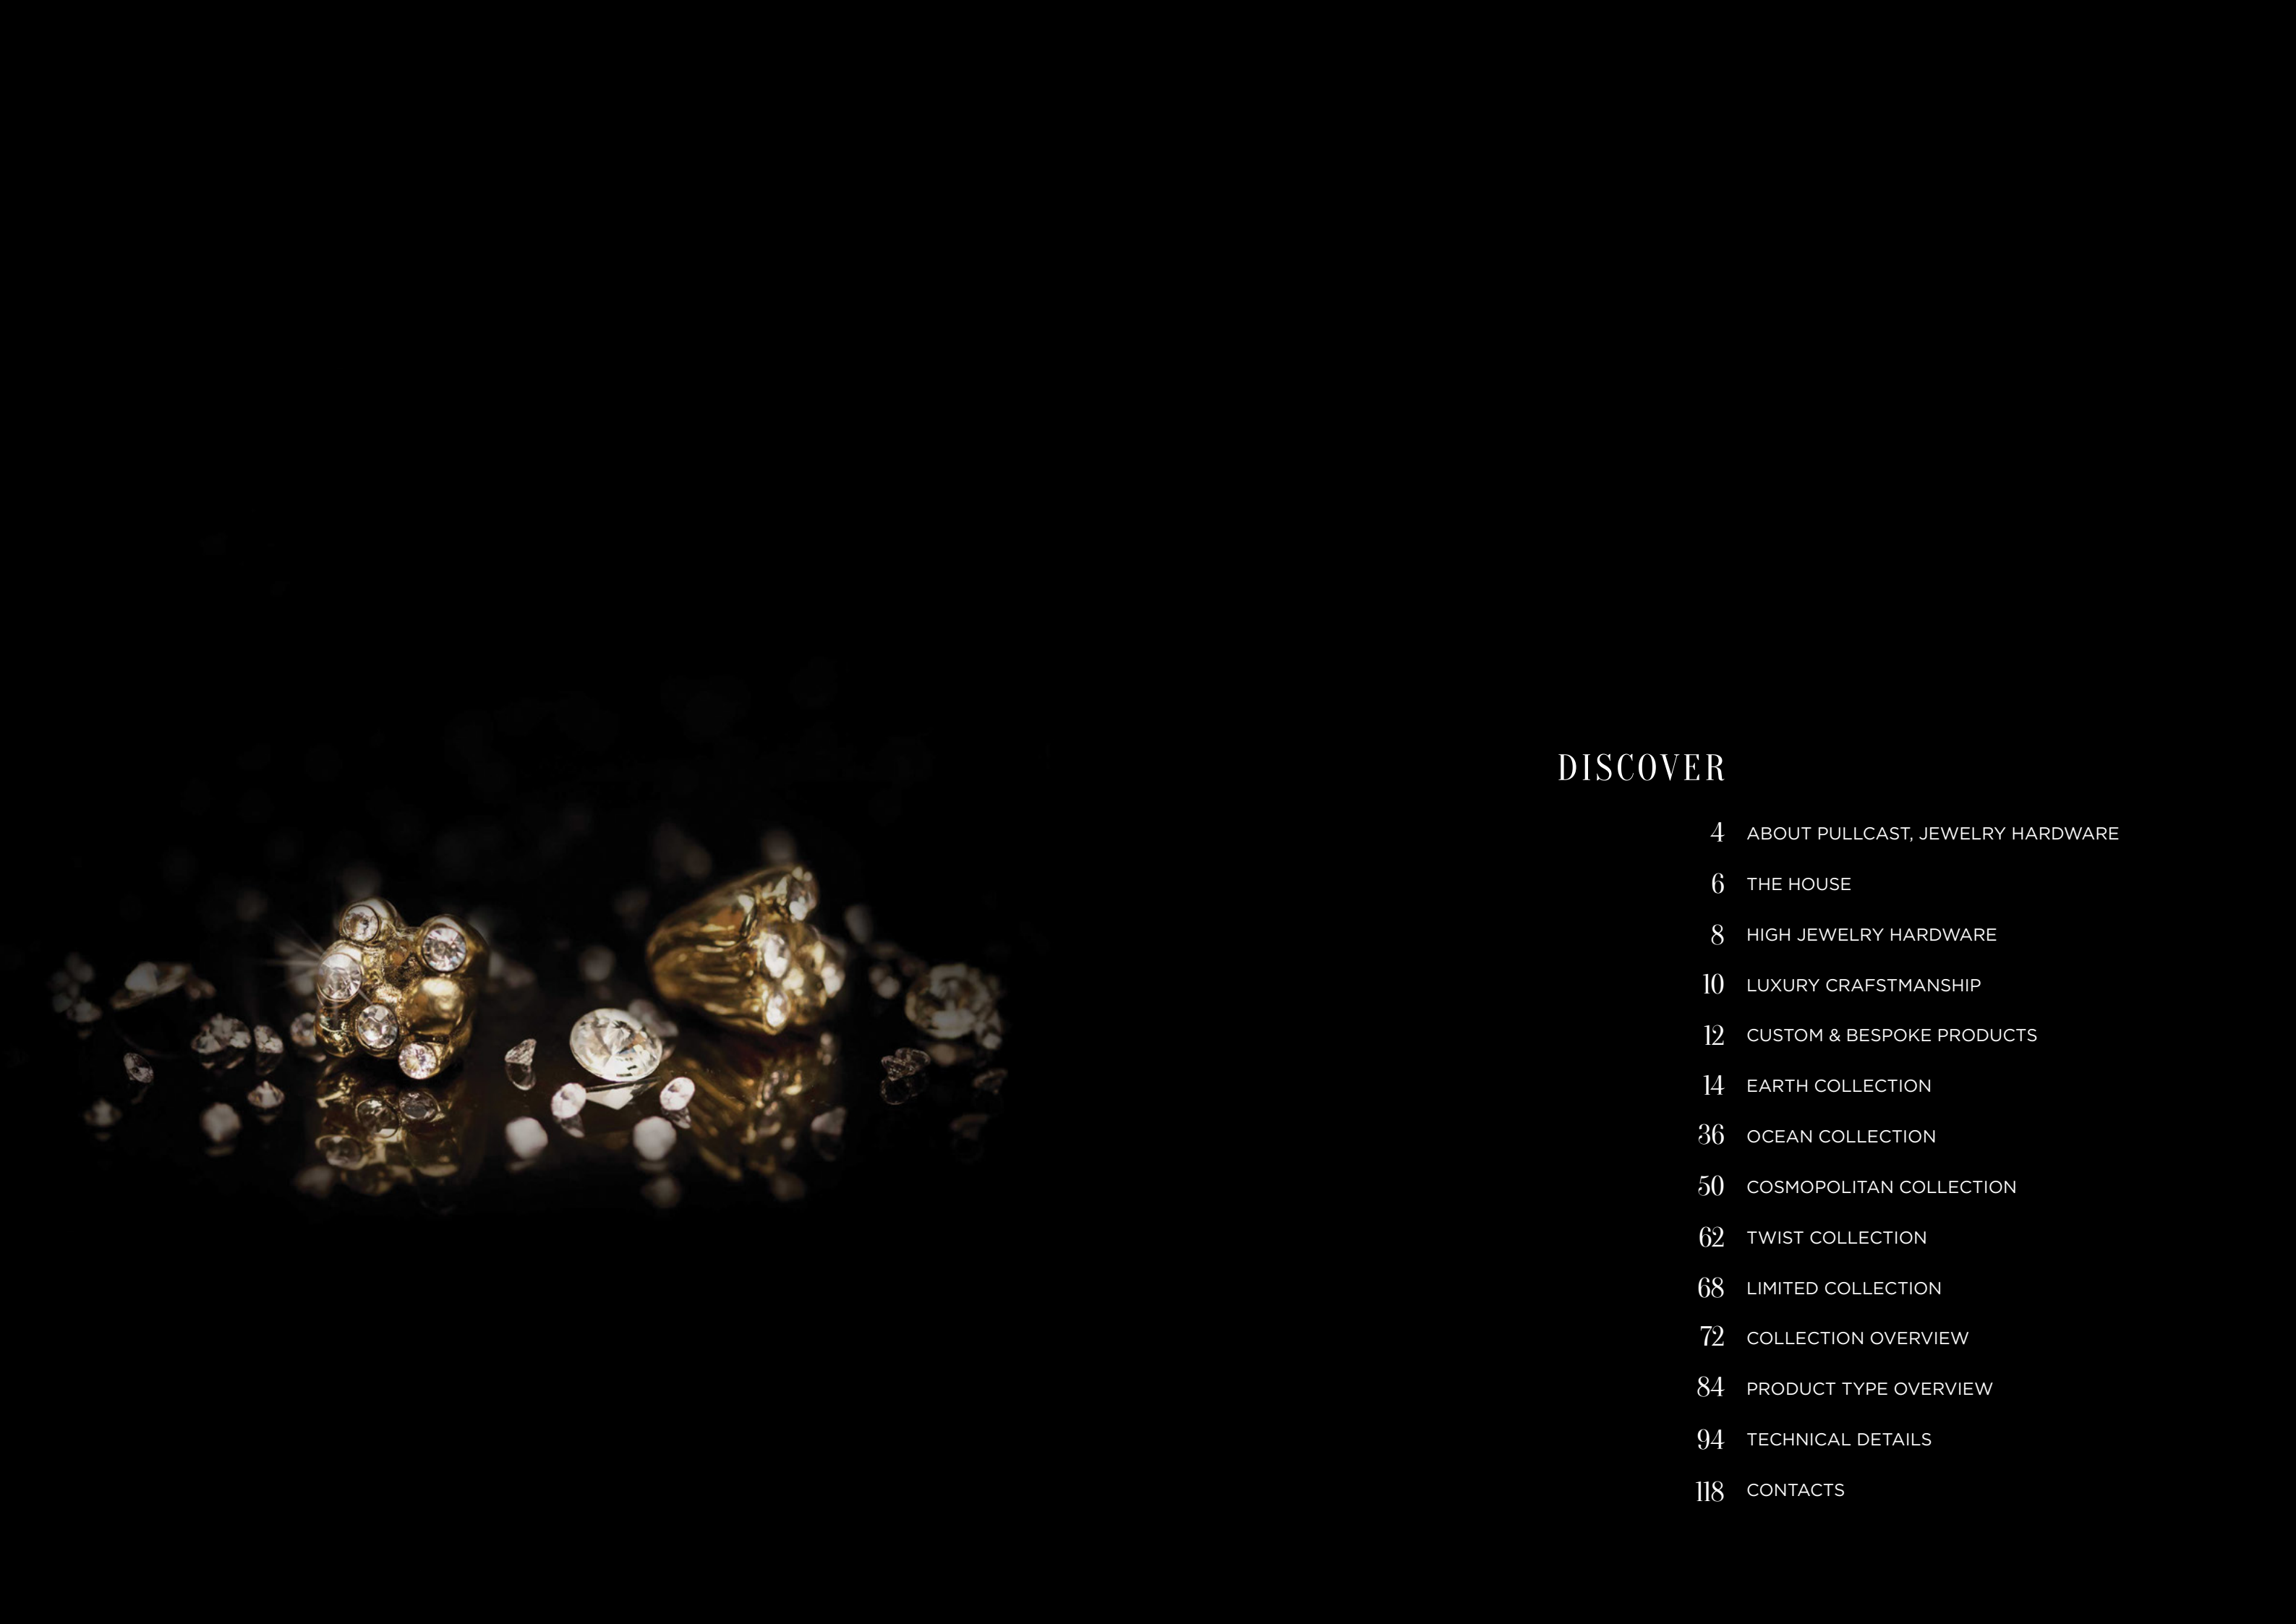 DISCOVER
4 ABOUT PULLCAST, JEWELRY HARDWARE
6 THE HOUSE
8 HIGH JEWELRY HARDWARE
10 LUXURY CRAFSTMANSHIP
12 CUSTOM & BESPOKE PRODUCTS
14 EARTH COLLECTION
36 OCEAN COLLECTION
50 COSMOPOLITAN COLLECTION
62 TWIST COLLECTION
68 LIMITED COLLECTION
72 COLLECTION OVERVIEW
84 PRODUCT TYPE OVERVIEW
94 TECHNICAL DETAILS
118 CONTACTS